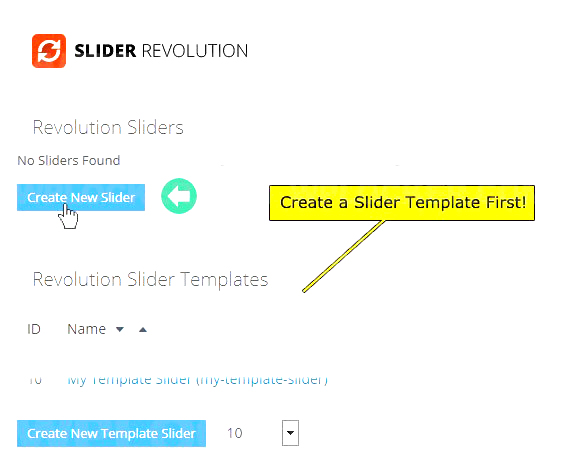 SLIDER REVOLUTION
Revolution Sliders
No Sliders Found
Create New Slider
Create a Slider Template First!
Revolution Slider Templates
ID Name
10 My Template Slider (my-template-slider)
Create New Template Slider 10